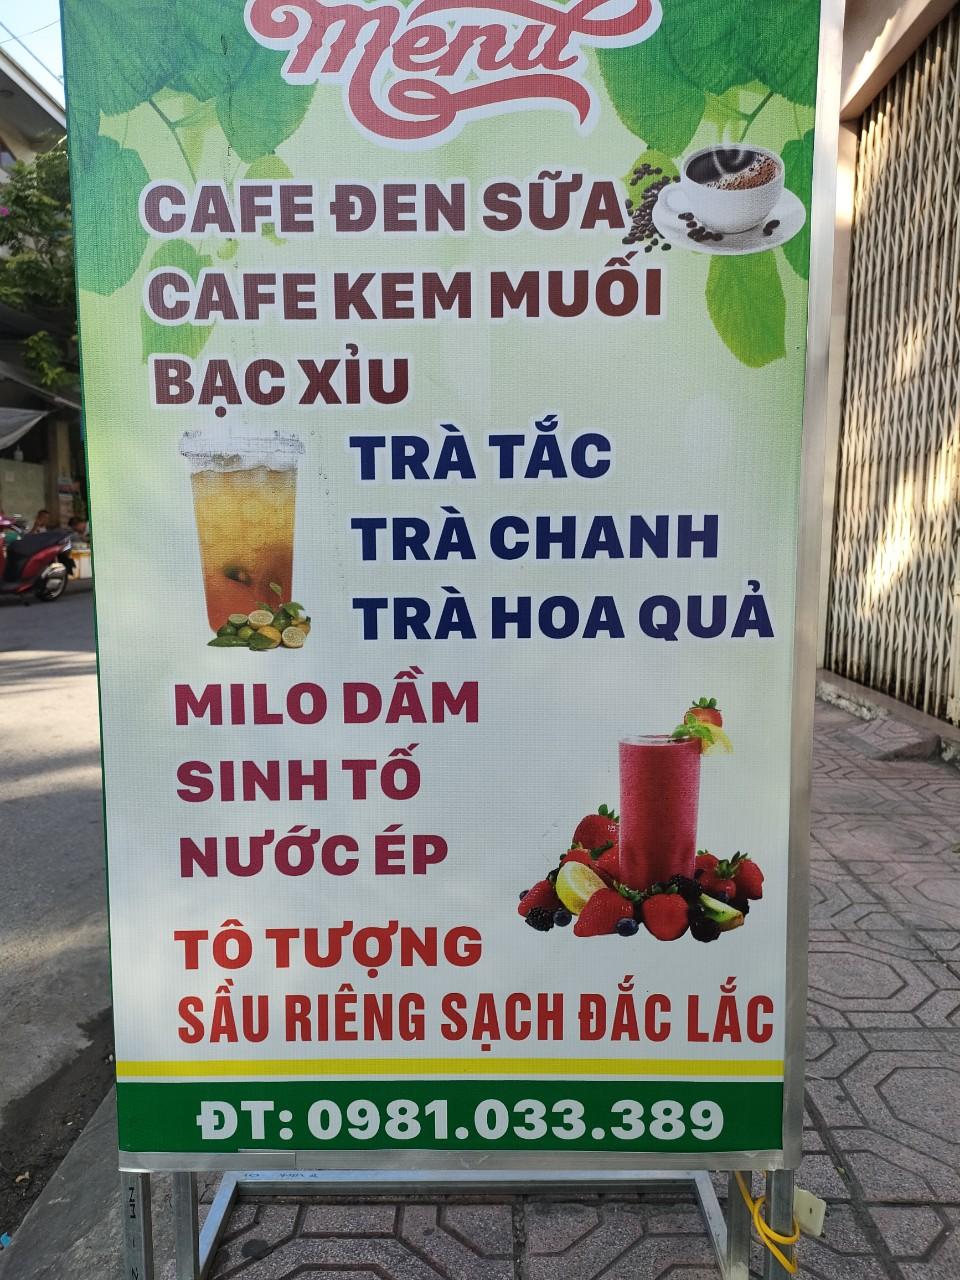 Menu
CAFE ĐEN SỮA
CAFE KEM MUỐI
BẠC XỈU
TRÀ TẮC
TRÀ CHANH
TRÀ HOA QUẢ
MILO DẦM
SINH TỐ
NƯỚC ÉP
TÔ TƯỢNG
SẦU RIÊNG SẠCH ĐẮC LẮC
ĐT: 0981.033.389